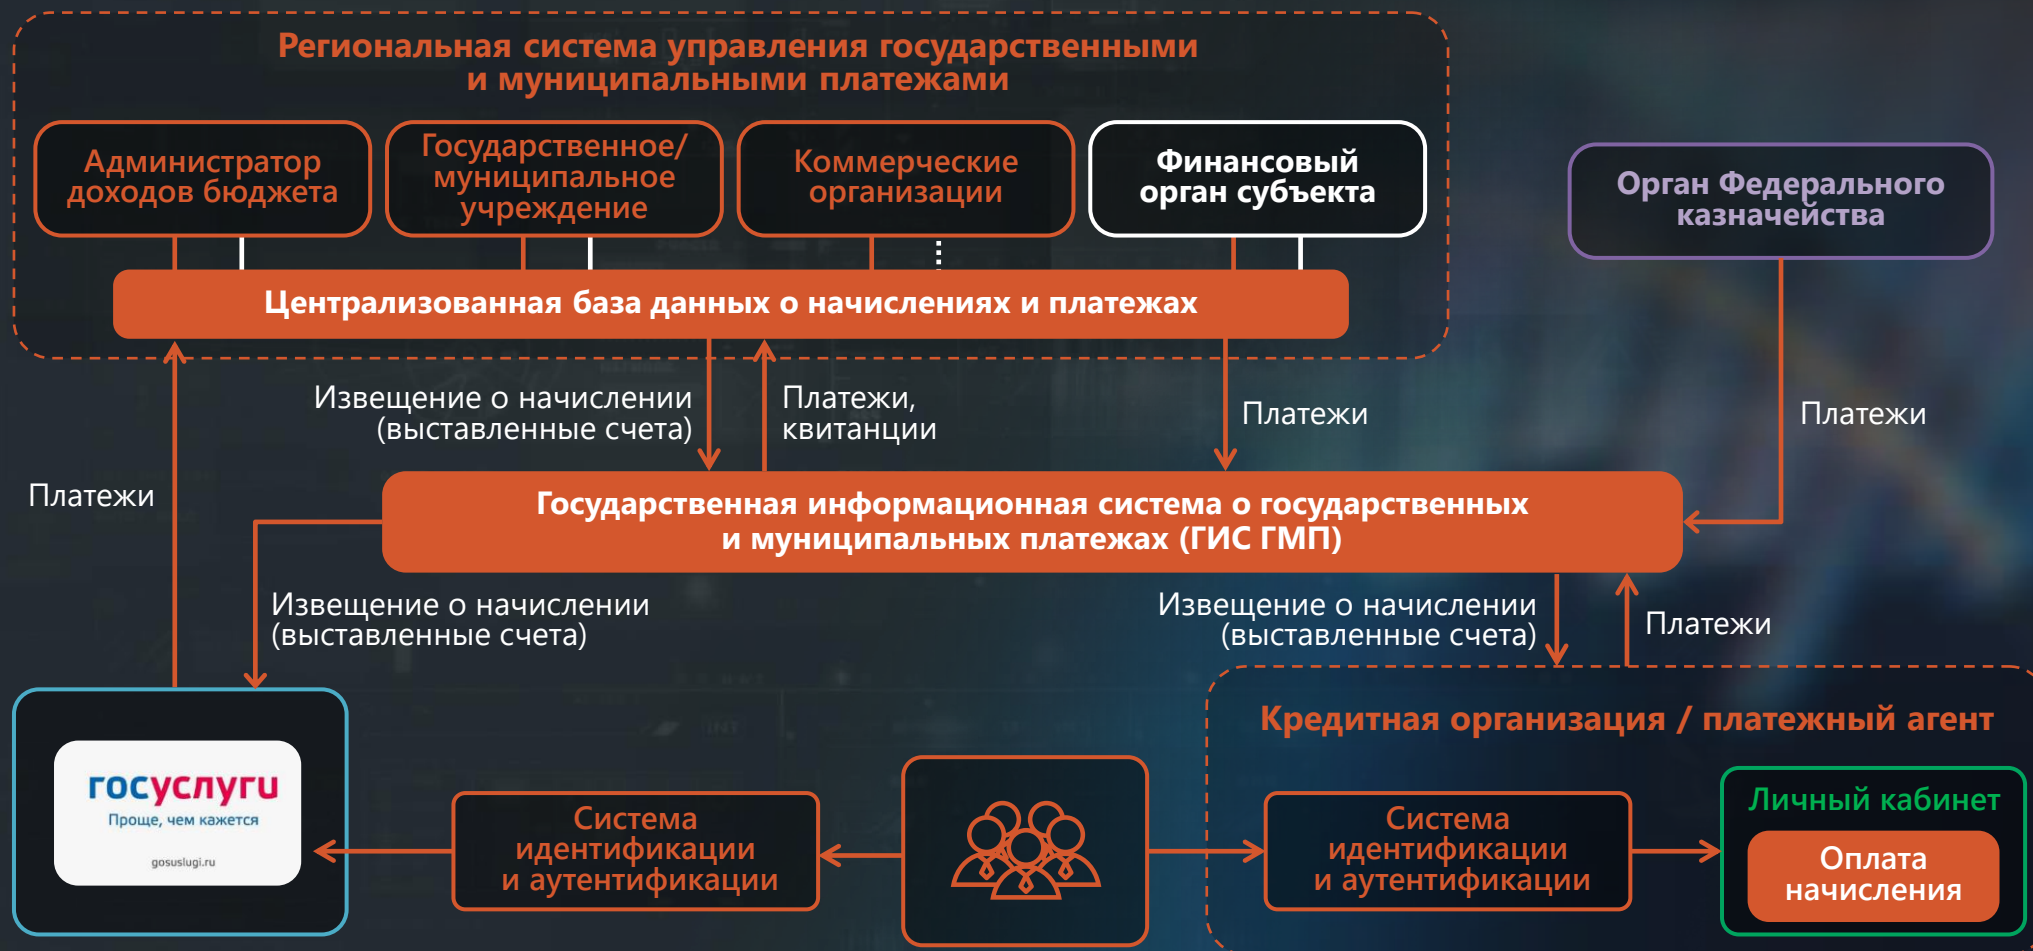 Региональная система управления государственными
и муниципальными платежами
Администратор
доходов бюджета
Государственное/
муниципальное
учреждение
Коммерческие
организации
Финансовый
орган субъекта
Орган Федерального
казначейства
Централизованная база данных о начислениях и платежах
Извещение о начислении
(выставленные счета)
Платежи,
квитанции
Платежи
Платежи
Платежи
Государственная информационная система о государственных
и муниципальных платежах (ГИС ГМП)
Извещение о начислении
(выставленные счета)
Извещение о начислении
(выставленные счета)
Платежи
Кредитная организация / платежный агент
госуслуги
Проще, чем кажется
gosuslugi.ru
Система
идентификации
и аутентификации
Система
идентификации
и аутентификации
Личный кабинет
Оплата
начисления